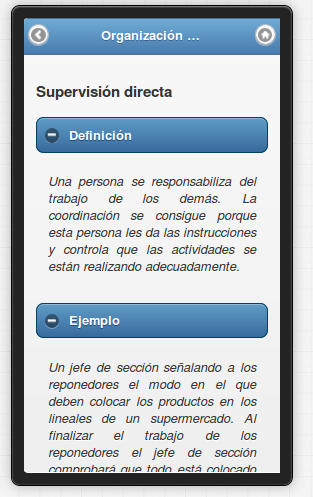 Organización ...
Supervisión directa
Definición
Una persona se responsabiliza del
trabajo de los demás. La
coordinación se consigue porque
esta persona les da las instrucciones
y controla que las actividades se
están realizando adecuadamente.
Ejemplo
Un jefe de sección señalando a los
reponedores el modo en el que
deben colocar los productos en los
lineales de un supermercado. Al
finalizar el trabajo de los
reponedores el jefe de sección
comprobará que todo está colocado